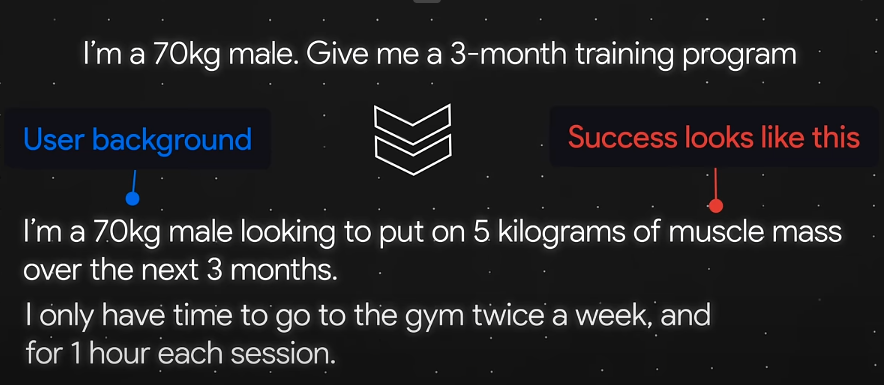 I'm a 70kg male. Give me a 3-month training program
User background
Success looks like this
I'm a 70kg male looking to put on 5 kilograms of muscle mass
over the next 3 months.
I only have time to go to the gym twice a week, and
for 1 hour each session.